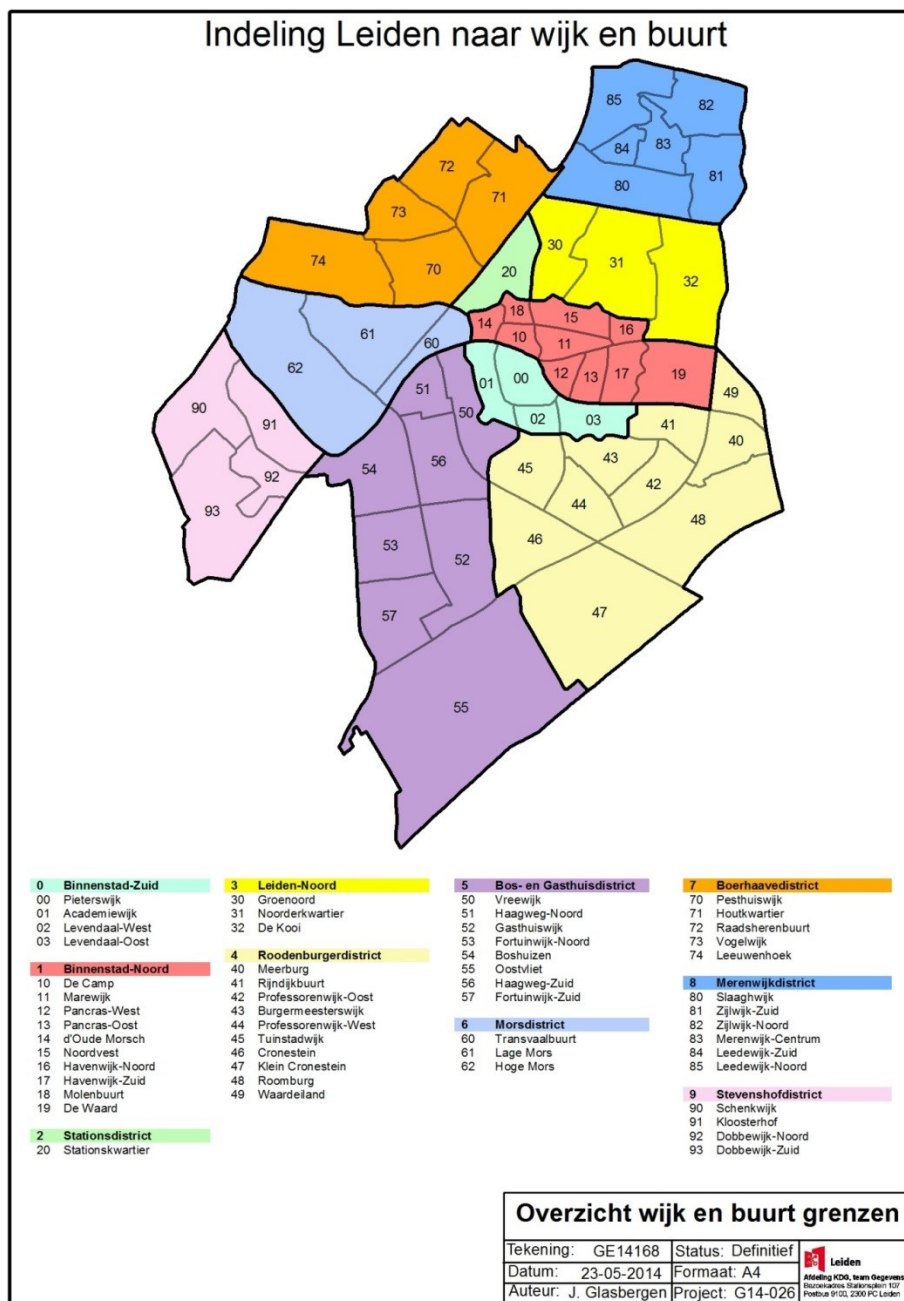 Indeling Leiden naar wijk en buurt
85
82
84
83
81
80
72
71
73
74
70
20
30
31
32
18
15
14
10
11
16
61
60
62
12
13
17
19
01
00
02
03
49
90
91
51
50
41
40
92
93
54
56
45
43
42
44
48
53
52
46
57
47
55
0 Binnenstad-Zuid
00 Pieterswijk
01 Academiewijk
02 Levendaal-West
03 Levendaal-Oost
1 Binnenstad-Noord
10 De Camp
11 Marewijk
12 Pancras-West
13 Pancras-Oost
14 d'Oude Morsch
15 Noordvest
16 Havenwijk-Noord
17 Havenwijk-Zuid
18 Molenbuurt
19 De Waard
2 Stationsdistrict
20 Stationskwartier
3 Leiden-Noord
30 Groenoord
31 Noorderkwartier
32 De Kooi
4 Roodenburgerdistrict
40 Meerburg
41 Rijndijkbuurt
42 Professorenwijk-Oost
43 Burgermeesterswijk
44 Professorenwijk-West
45 Tuinstadwijk
46 Cronestein
47 Klein Cronestein
48 Roomburg
49 Waardeiland
5 Bos- en Gasthuisdistrict
50 Vreewijk
51 Haagweg-Noord
52 Gasthuiswijk
53 Fortuinwijk-Noord
54 Boshuizen
55 Oostvliet
56 Haagweg-Zuid
57 Fortuinwijk-Zuid
6 Morsdistrict
60 Transvaalbuurt
61 Lage Mors
62 Hoge Mors
7 Boerhaavedistrict
70 Pesthuiswijk
71 Houtkwartier
72 Raadsherenbuurt
73 Vogelwijk
74 Leeuwenhoek
8 Merenwijkdistrict
80 Slaaghwijk
81 Zijlwijk-Zuid
82 Zijlwijk-Noord
83 Merenwijk-Centrum
84 Leedewijk-Zuid
85 Leedewijk-Noord
9 Stevenshofdistrict
90 Schenkwijk
91 Kloosterhof
92 Dobbewijk-Noord
93 Dobbewijk-Zuid
Overzicht wijk en buurt grenzen
Tekening: GE14168 Status: Definitief
Datum: 23-05-2014 Formaat: A4
Auteur: J. Glasbergen Project: G14-026
Leiden
Afdeling KDG, team Gegevens
Bezoekadres Stationsplein 107
Postbus 9100, 2300 PC Leiden